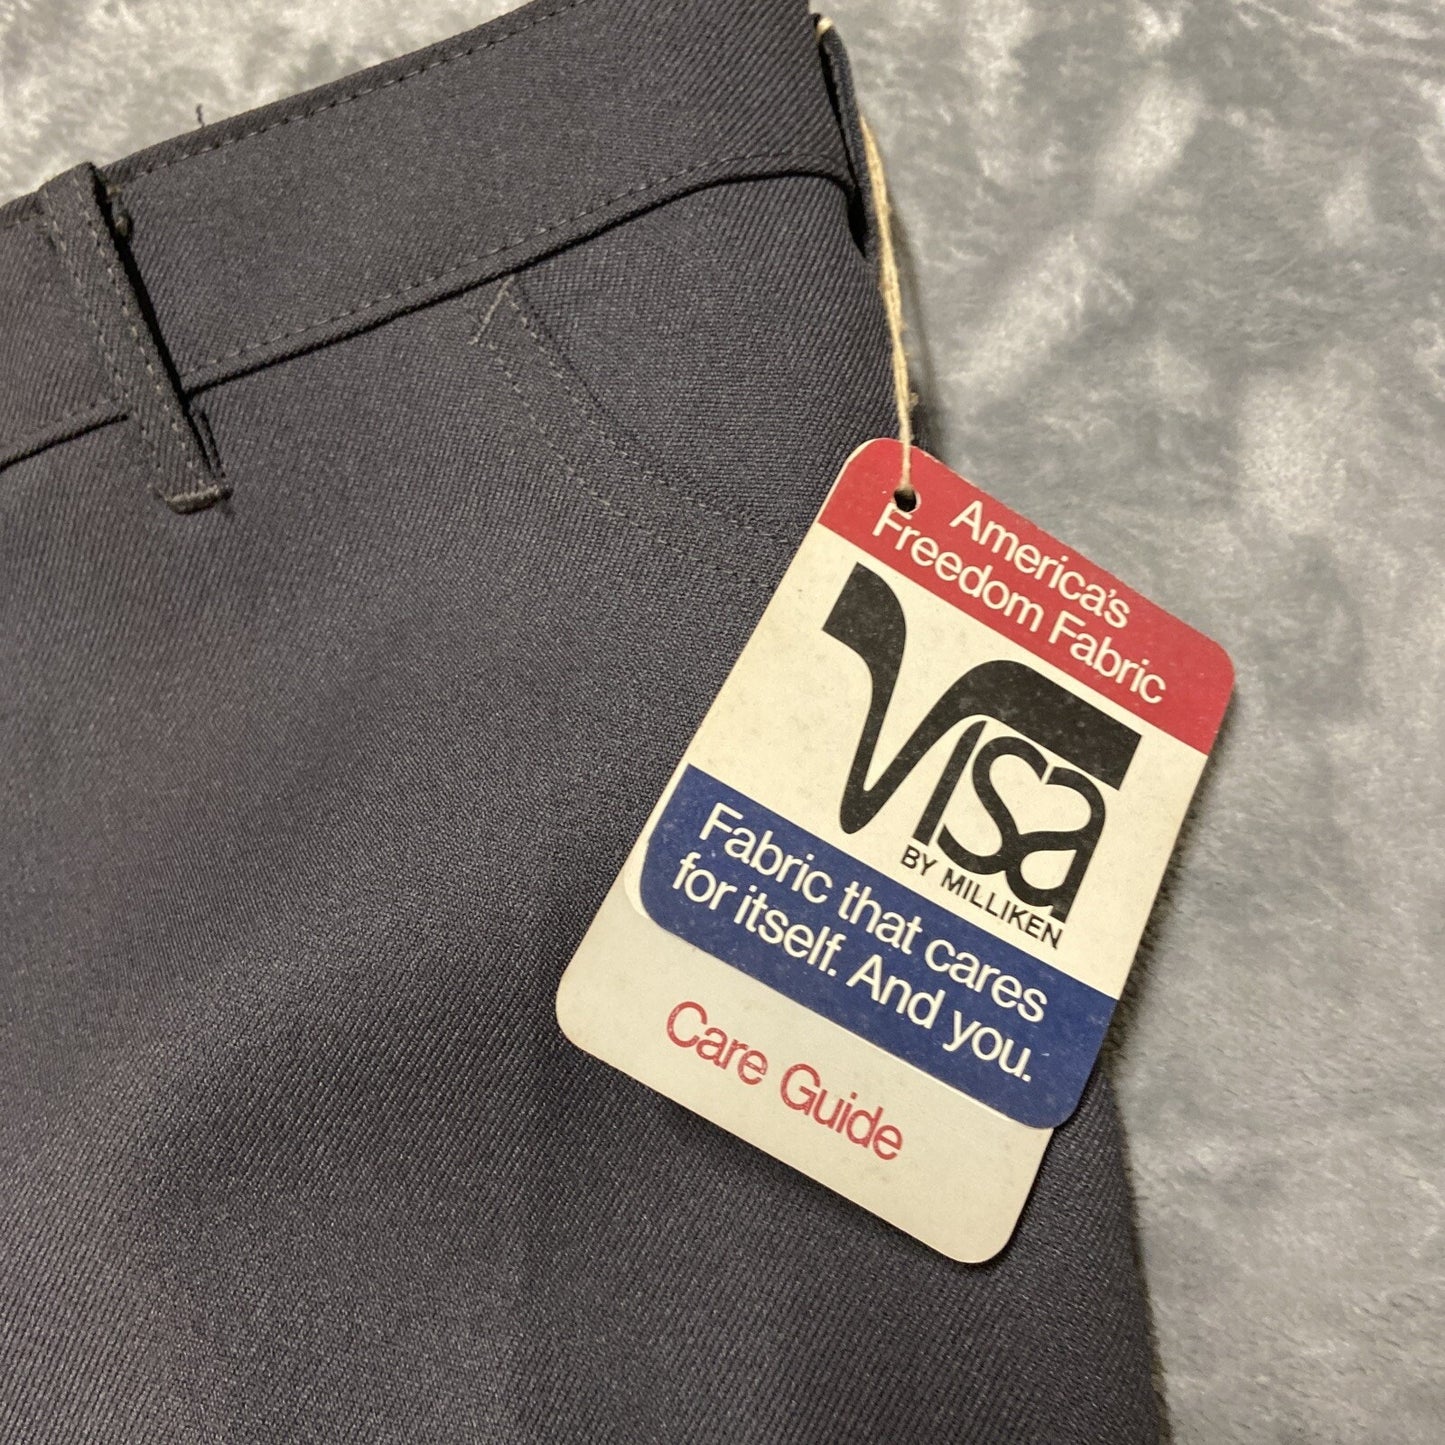 America's
Freedom Fabric
Visa
BY MILLIKEN
Fabric that cares
for itself. And you.
Care Guide